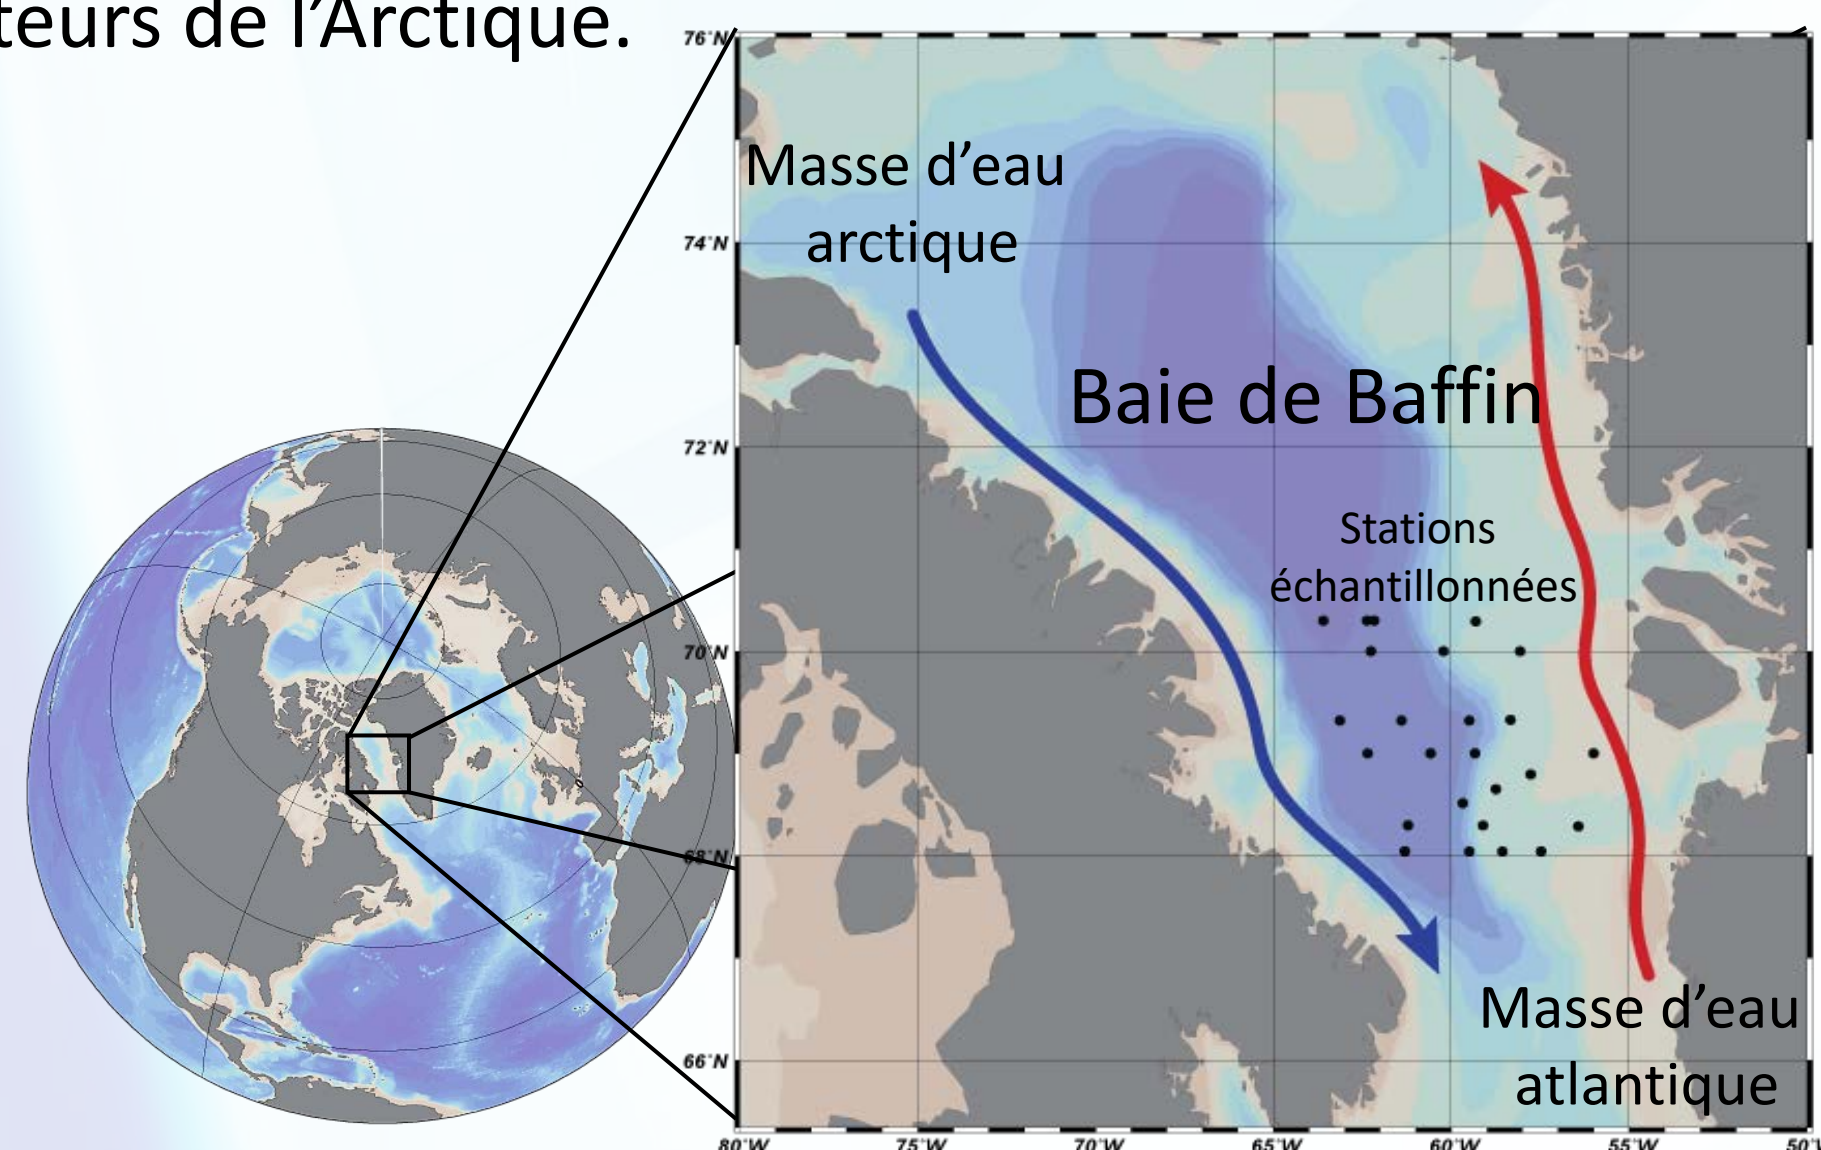 teurs de l'Arctique.
76°N
Masse d'eau
arctique
74°N
Baie de Baffin
72°N
Stations
échantillonnées
70°N
68°N
Masse d'eau
atlantique
66°N
80°W 75°W 70°W 65°W 60°W 55°W